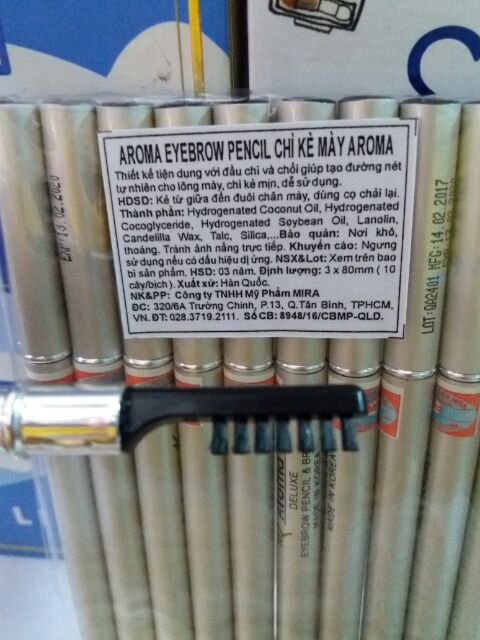 AROMA EYEBROW PENCIL CHÌ KẺ MÀY AROMA
Thiết kế tiện dụng với đầu chì và chổi giúp tạo đường nét
tự nhiên cho lông mày, chì kẻ mịn, dễ sử dụng.
HDSD: Kẻ từ giữa đến đuôi chân mày, dùng cọ chải lại.
Thành phần: Hydrogenated Coconut Oil, Hydrogenated
Cocoglyceride, Hydrogenated Soybean Oil, Lanolin,
Candelilla Wax, Talc, Silica,...Bảo quản: Nơi khô,
thoáng. Tránh ánh nắng trực tiếp. Khuyến cáo: Ngưng
sử dụng nếu có dấu hiệu dị ứng. NSX&Lot: Xem trên bao
bì sản phẩm. HSD: 03 năm. Định lượng: 3 x 80mm ( 10
cây/bịch ). Xuất xứ: Hàn Quốc.
NK&PP: Công ty TNHH Mỹ Phẩm MIRA
ĐC: 320/6A Trường Chinh, P.13, Q.Tân Bình, TPHCM,
VN. ĐT: 028.3719.2111. Số CB: 8948/16/CBMP-QLD.
EXP 13.02.2020
LOT: QA2401 MFG:14.02.2017
DELUXE
EYEBROW PENCIL & BR
MADE IN KOREA
L